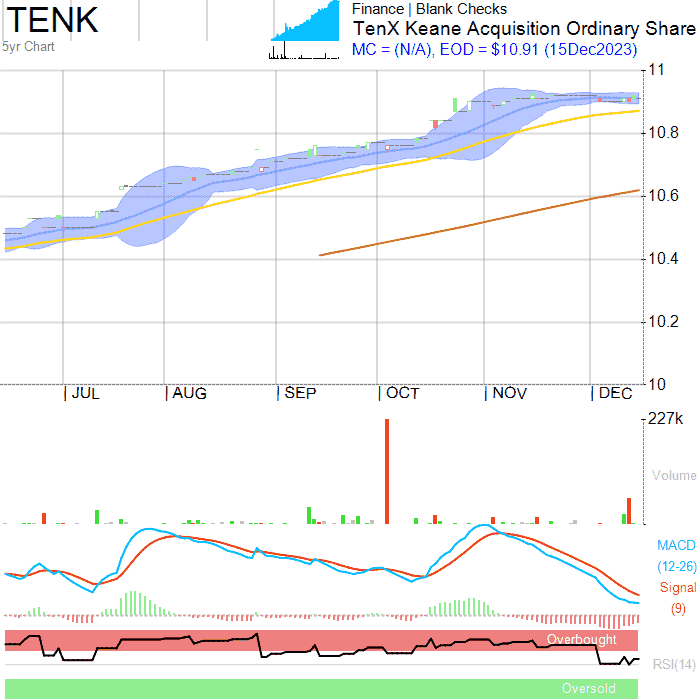 TENK
5yr Chart
Finance | Blank Checks
TenX Keane Acquisition Ordinary Share
MC = (N/A), EOD = $10.91 (15Dec2023)
11
10.8
10.6
10.4
10.2
10
JUL AUG SEP OCT NOV DEC
227k
Volume
MACD
(12-26)
Signal
(9)
Overbought
RSI(14)
Oversold